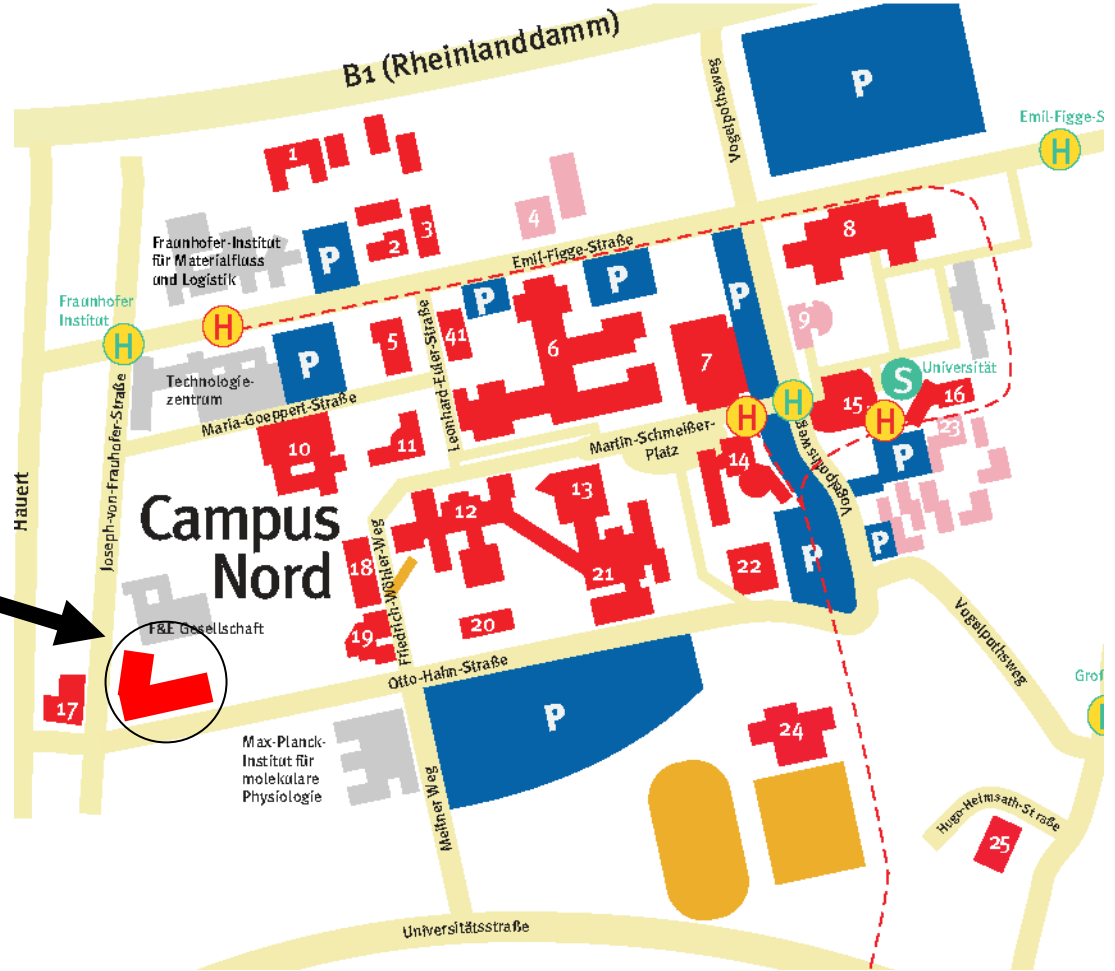 B1 (Rheinlanddamm)
Vogelpothsweg
P
Emil-Figge-S
H
1
4
3
2
8
Fraunhofer-Institut
für Materialfluss
und Logistik
P
Emil-Figge-Straße
P
P
P
9
Fraunhofer
Institut
H
H
Technologie-
zentrum
P
5
41
6
7
Leonhard-Euler-Straße
S
Universität
H
H
15
H
16
23
Maria-Goeppert-Straße
10
11
Martin-Schmeißer-
Platz
14
P
Vogelpothsweg
Hauert
Joseph-von-Frauhofer-Straße
Campus
Nord
12
13
18
Friedrich-Wöhler-Weg
21
22
P
P
19
20
F&E Gesellschaft
Otto-Hahn-Straße
Vogelpothsweg
17
P
Groß
Max-Planck-
Institut für
molekulare
Physiologie
Meitner Weg
24
Hugo-Heimsath-Straße
25
Universitätsstraße